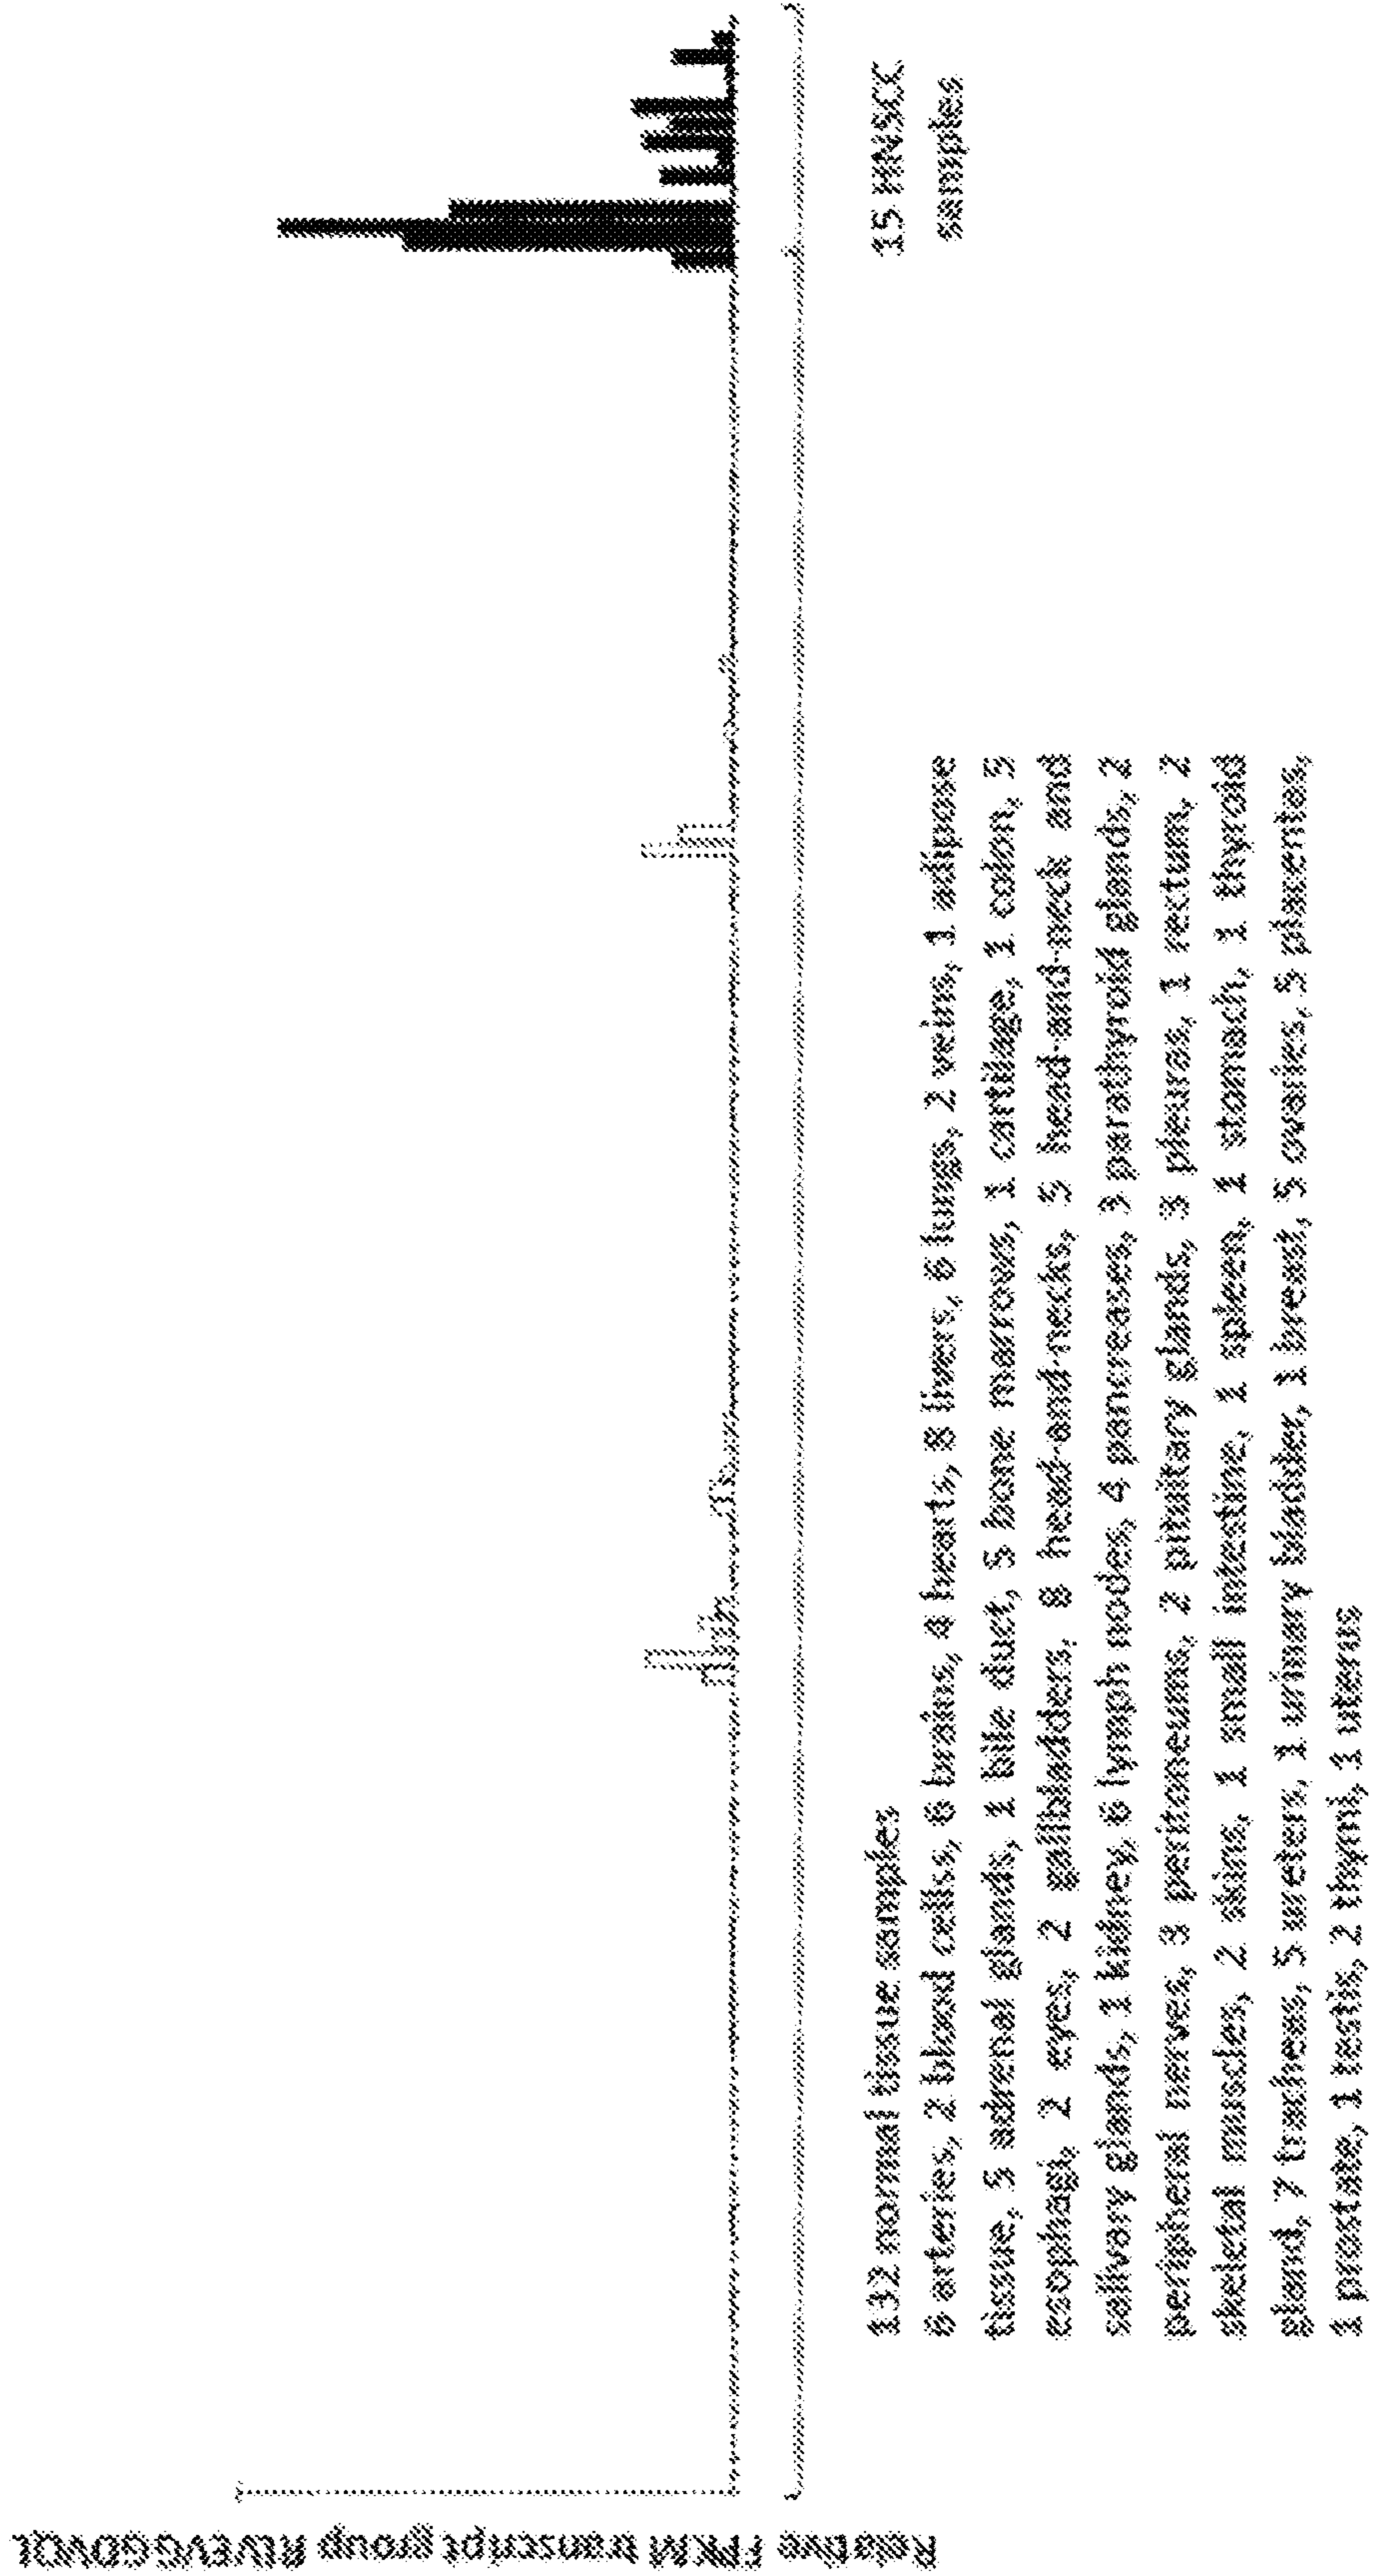 Relative FPKM transcript group RIVEVGGDVQL
132 normal tissue samples
6 arteries, 2 blood cells, 6 brains, 4 hearts, 8 livers, 6 lungs, 2 veins, 1 adipose
tissue, 5 adrenal glands, 1 bile duct, 5 bone marrows, 1 cartilage, 1 colon, 5
esophagi, 2 eyes, 2 gallbladders, 8 head-and-necks, 5 head-and-neck and
salivary glands, 1 kidney, 6 lymph nodes, 4 pancreases, 3 parathyroid glands, 2
peripheral nerves, 3 peritoneums, 2 pituitary glands, 3 pleuras, 1 rectum, 2
skeletal muscles, 2 skins, 1 small intestine, 1 spleen, 1 stomach, 1 thyroid
gland, 7 tracheas, 5 ureters, 1 urinary bladder, 1 breast, 5 ovaries, 5 placentas,
1 prostate, 1 testis, 2 thymi, 1 uterus
15 HNSCC
samples